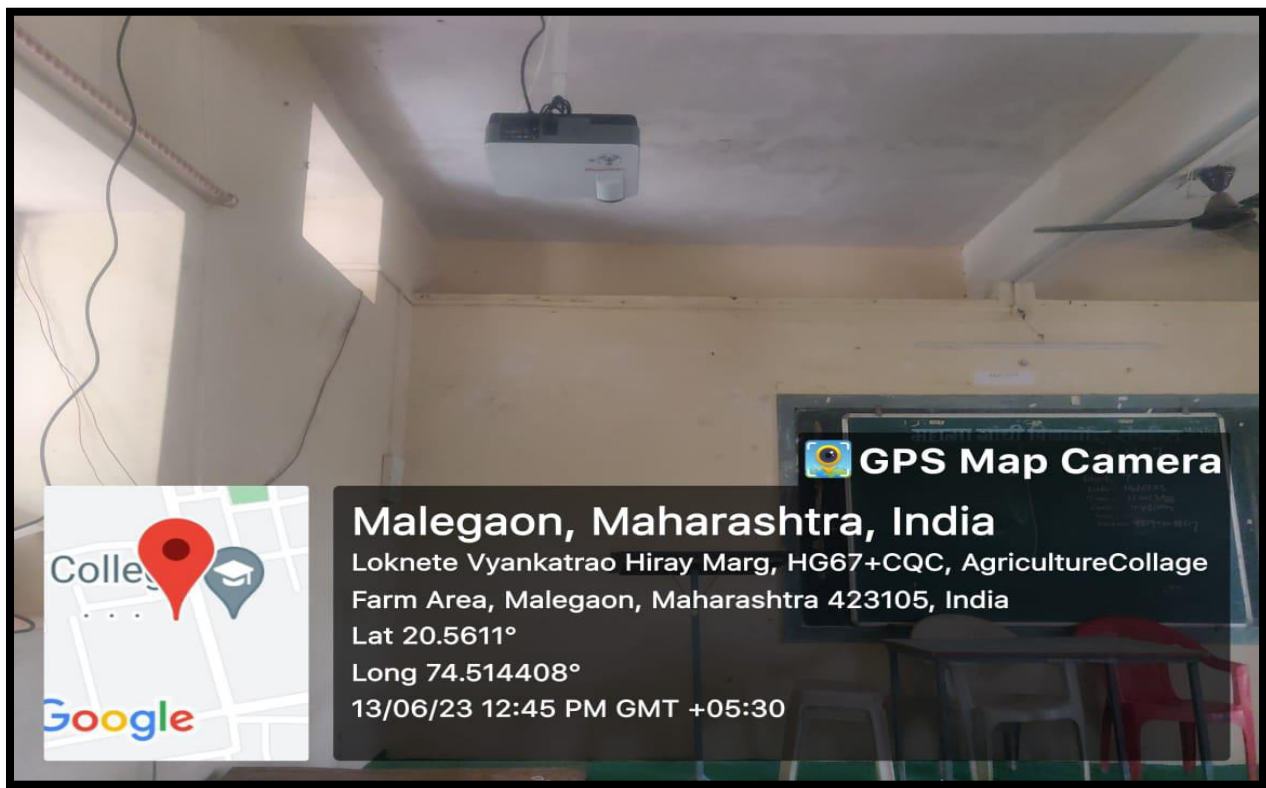 GPS Map Camera
Colle
Google
Malegaon, Maharashtra, India
Loknete Vyankatrao Hiray Marg, HG67+CQC, AgricultureCollage
Farm Area, Malegaon, Maharashtra 423105, India
Lat 20.5611°
Long 74.514408°
13/06/23 12:45 PM GMT +05:30